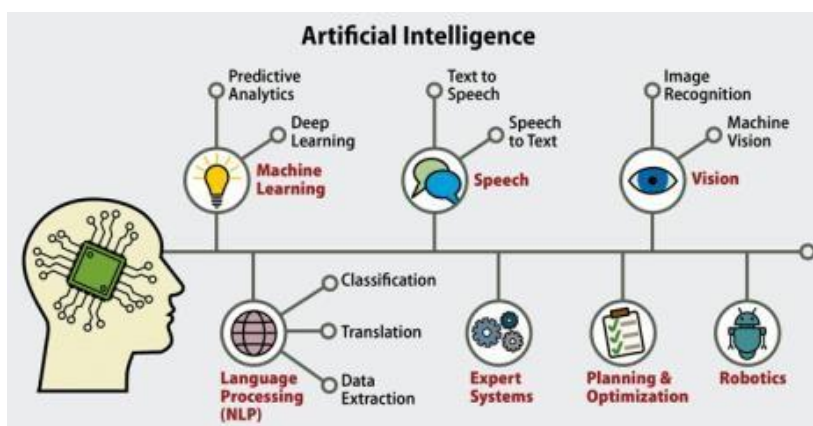 Artificial Intelligence
Predictive
Analytics
Deep
Learning
Machine
Learning
Text to
Speech
Speech
to Text
Speech
Image
Recognition
Machine
Vision
Vision
Classification
Translation
Data
Extraction
Language
Processing
(NLP)
Expert
Systems
Planning &
Optimization
Robotics